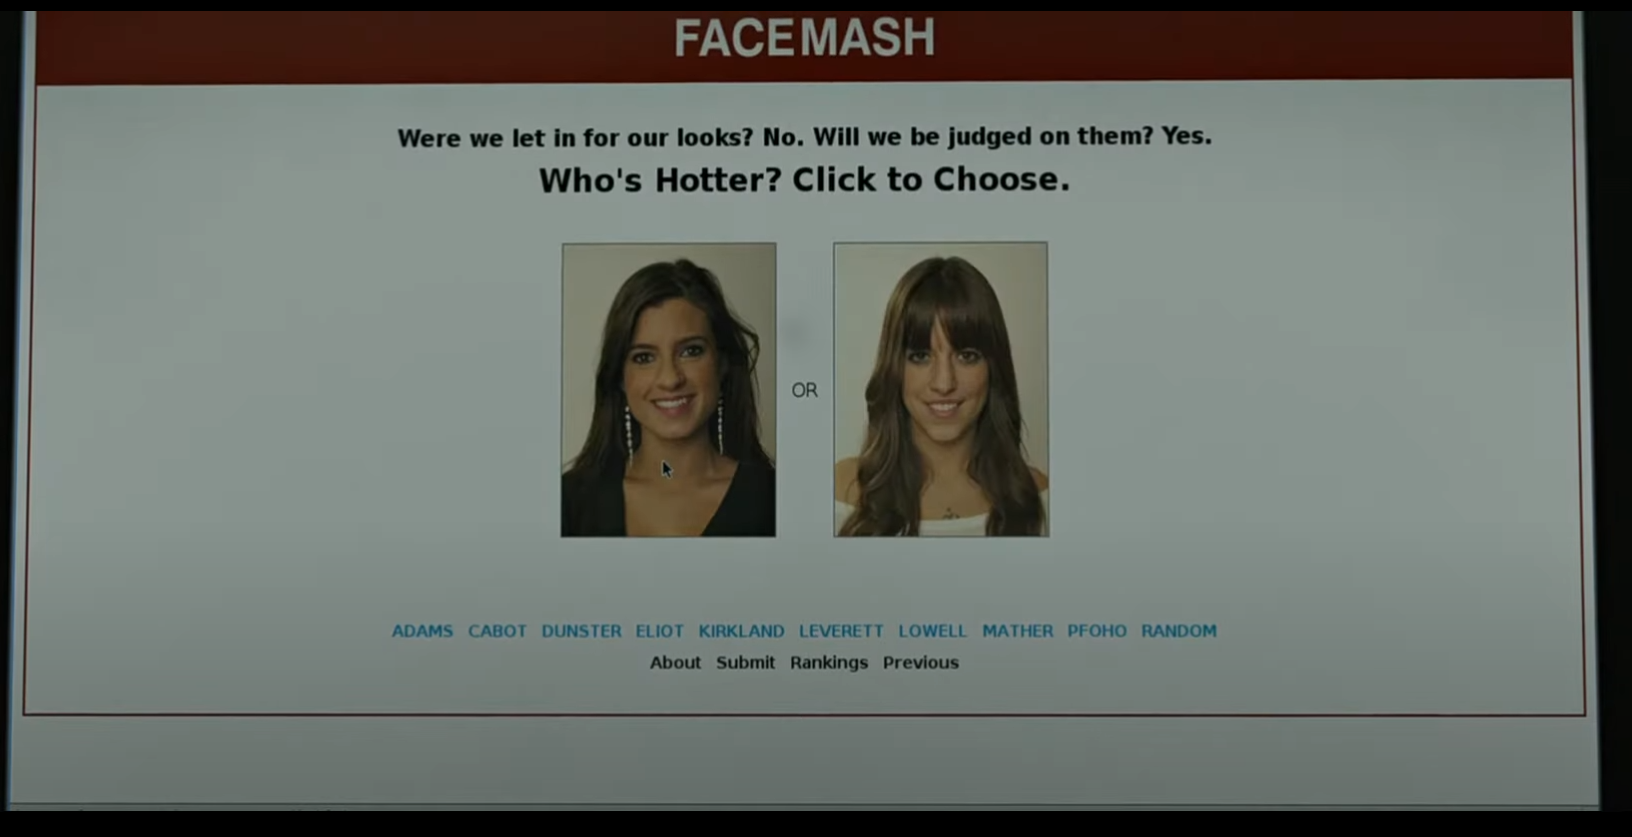 FACEMASH
Were we let in for our looks? No. Will we be judged on them? Yes.
Who's Hotter? Click to Choose.
OR
ADAMS CABOT DUNSTER ELIOT KIRKLAND LEVERETT LOWELL MATHER PFOHO RANDOM
About Submit Rankings Previous